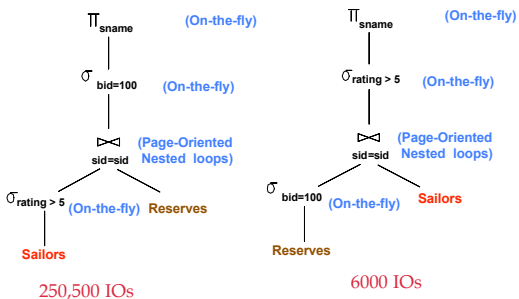 π sname (On-the-fly)
σ bid=100 (On-the-fly)
⋈ sid=sid (Page-Oriented
Nested loops)
σ rating > 5 (On-the-fly)
Reserves
Sailors
250,500 IOs
π sname (On-the-fly)
σ rating > 5 (On-the-fly)
⋈ sid=sid (Page-Oriented
Nested loops)
σ bid=100 (On-the-fly)
Sailors
Reserves
6000 IOs